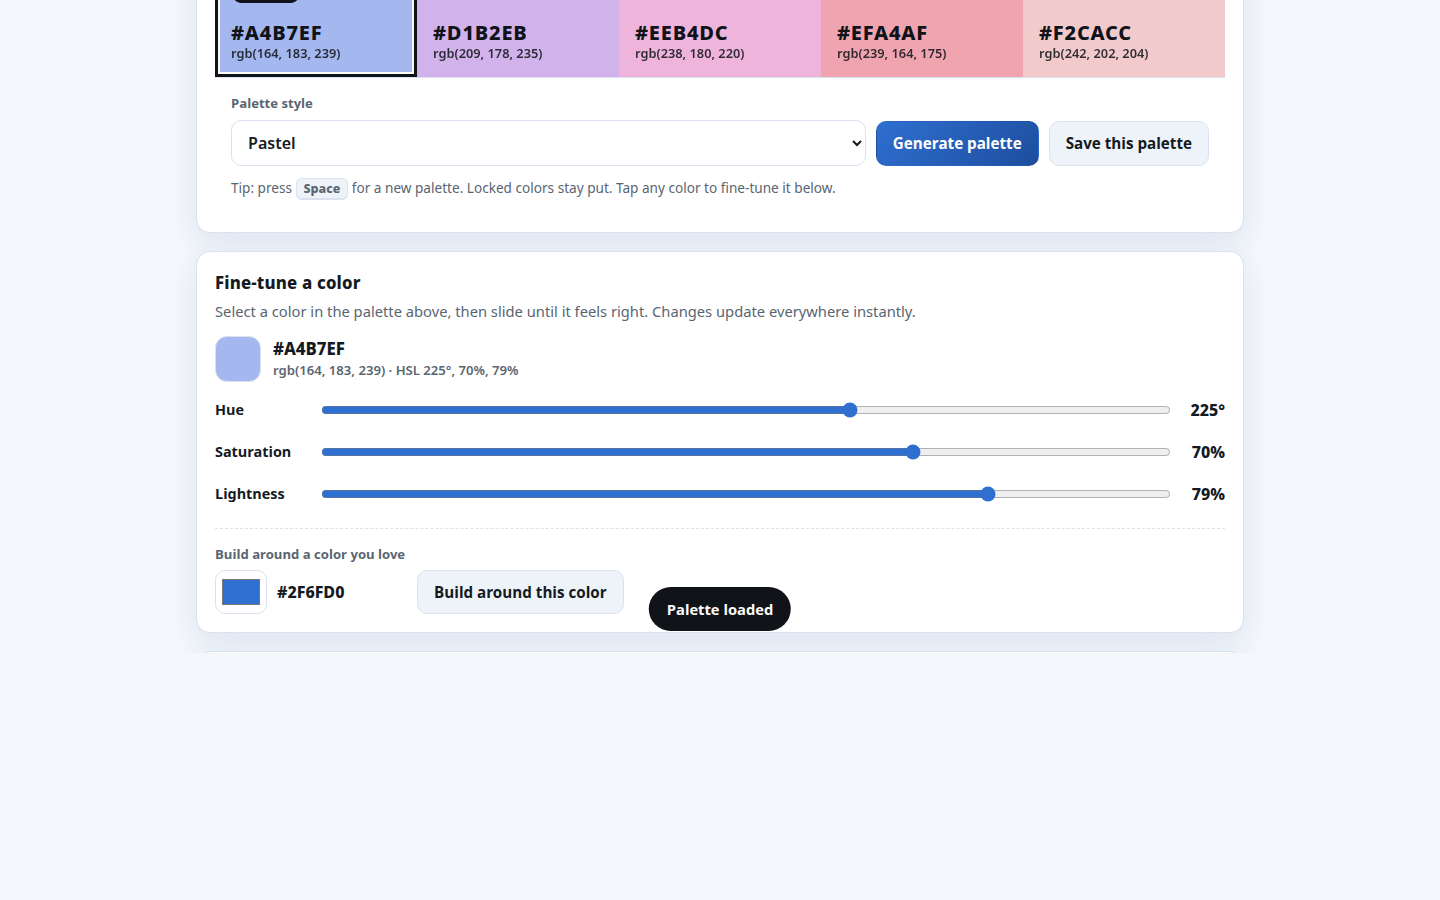 #A4B7EF #D1B2EB #EEB4DC #EFA4AF #F2CACC
rgb(164, 183, 239) rgb(209, 178, 235) rgb(238, 180, 220) rgb(239, 164, 175) rgb(242, 202, 204)
Palette style
Pastel Generate palette Save this palette
Tip: press Space for a new palette. Locked colors stay put. Tap any color to fine-tune it below.
Fine-tune a color
Select a color in the palette above, then slide until it feels right. Changes update everywhere instantly.
#A4B7EF
rgb(164, 183, 239) · HSL 225°, 70%, 79%
Hue 225°
Saturation 70%
Lightness 79%
Build around a color you love
#2F6FD0 Build around this color
Palette loaded